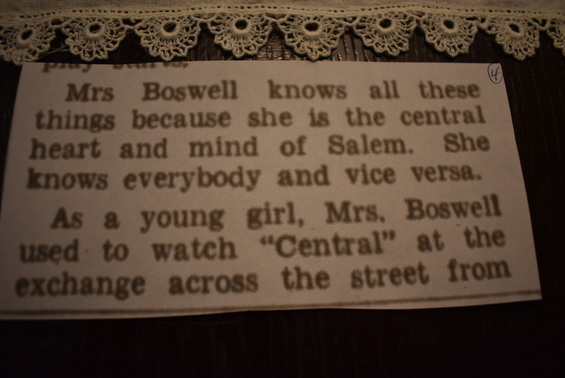 play
4
Mrs Boswell knows all these
things because she is the central
heart and mind of Salem. She
knows everybody and vice versa.
As a young girl, Mrs. Boswell
used to watch “Central” at the
exchange across the street from